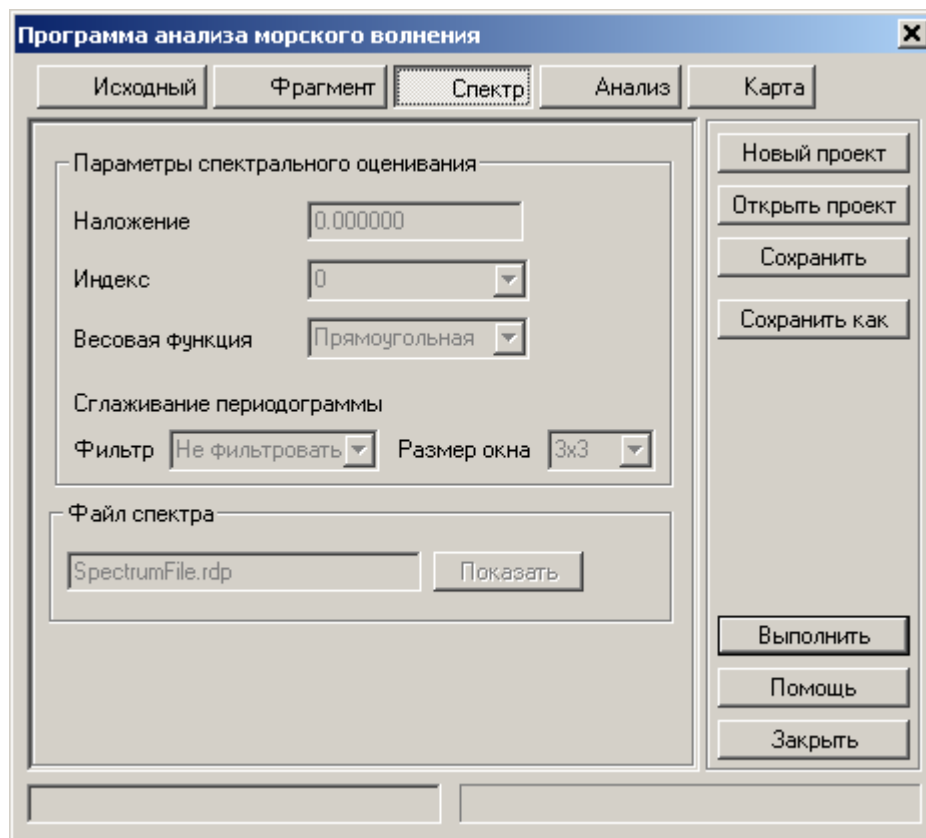 Программа анализа морского волнения
Исходный Фрагмент Спектр Анализ Карта
Параметры спектрального оценивания
Наложение 0.000000
Индекс 0
Весовая функция Прямоугольная
Сглаживание периодограммы
Фильтр Не фильтровать Размер окна 3x3
Файл спектра
SpectrumFile.rdp Показать
Новый проект
Открыть проект
Сохранить
Сохранить как
Выполнить
Помощь
Закрыть